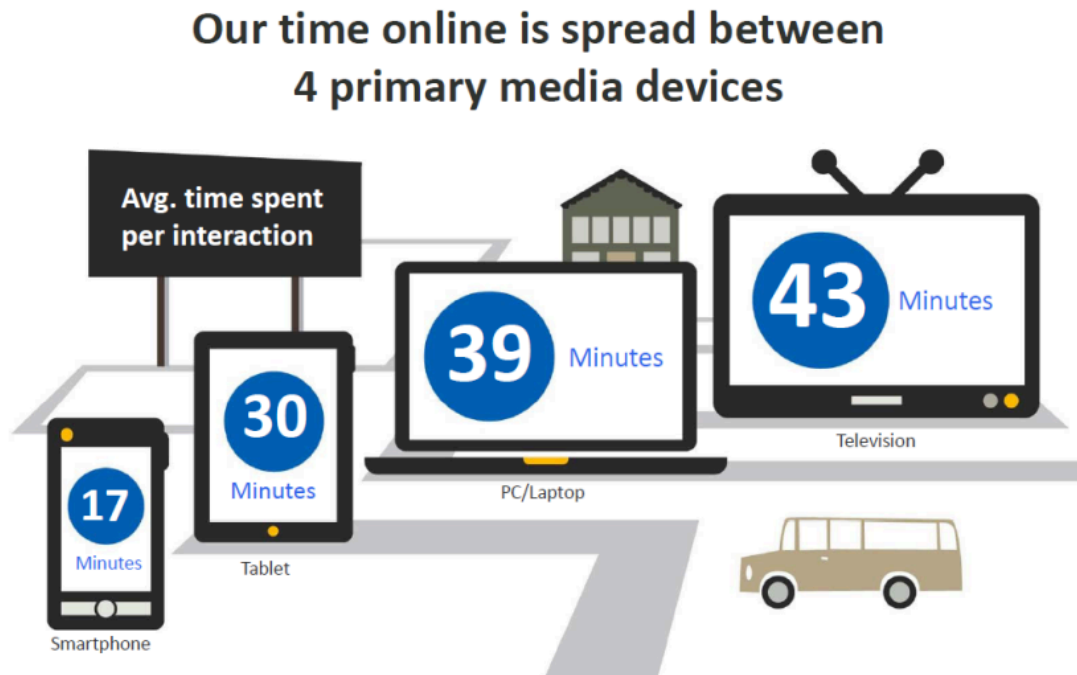 Our time online is spread between
4 primary media devices
Avg. time spent
per interaction
17
Minutes
Smartphone
30
Minutes
Tablet
39
Minutes
PC/Laptop
43
Minutes
Television